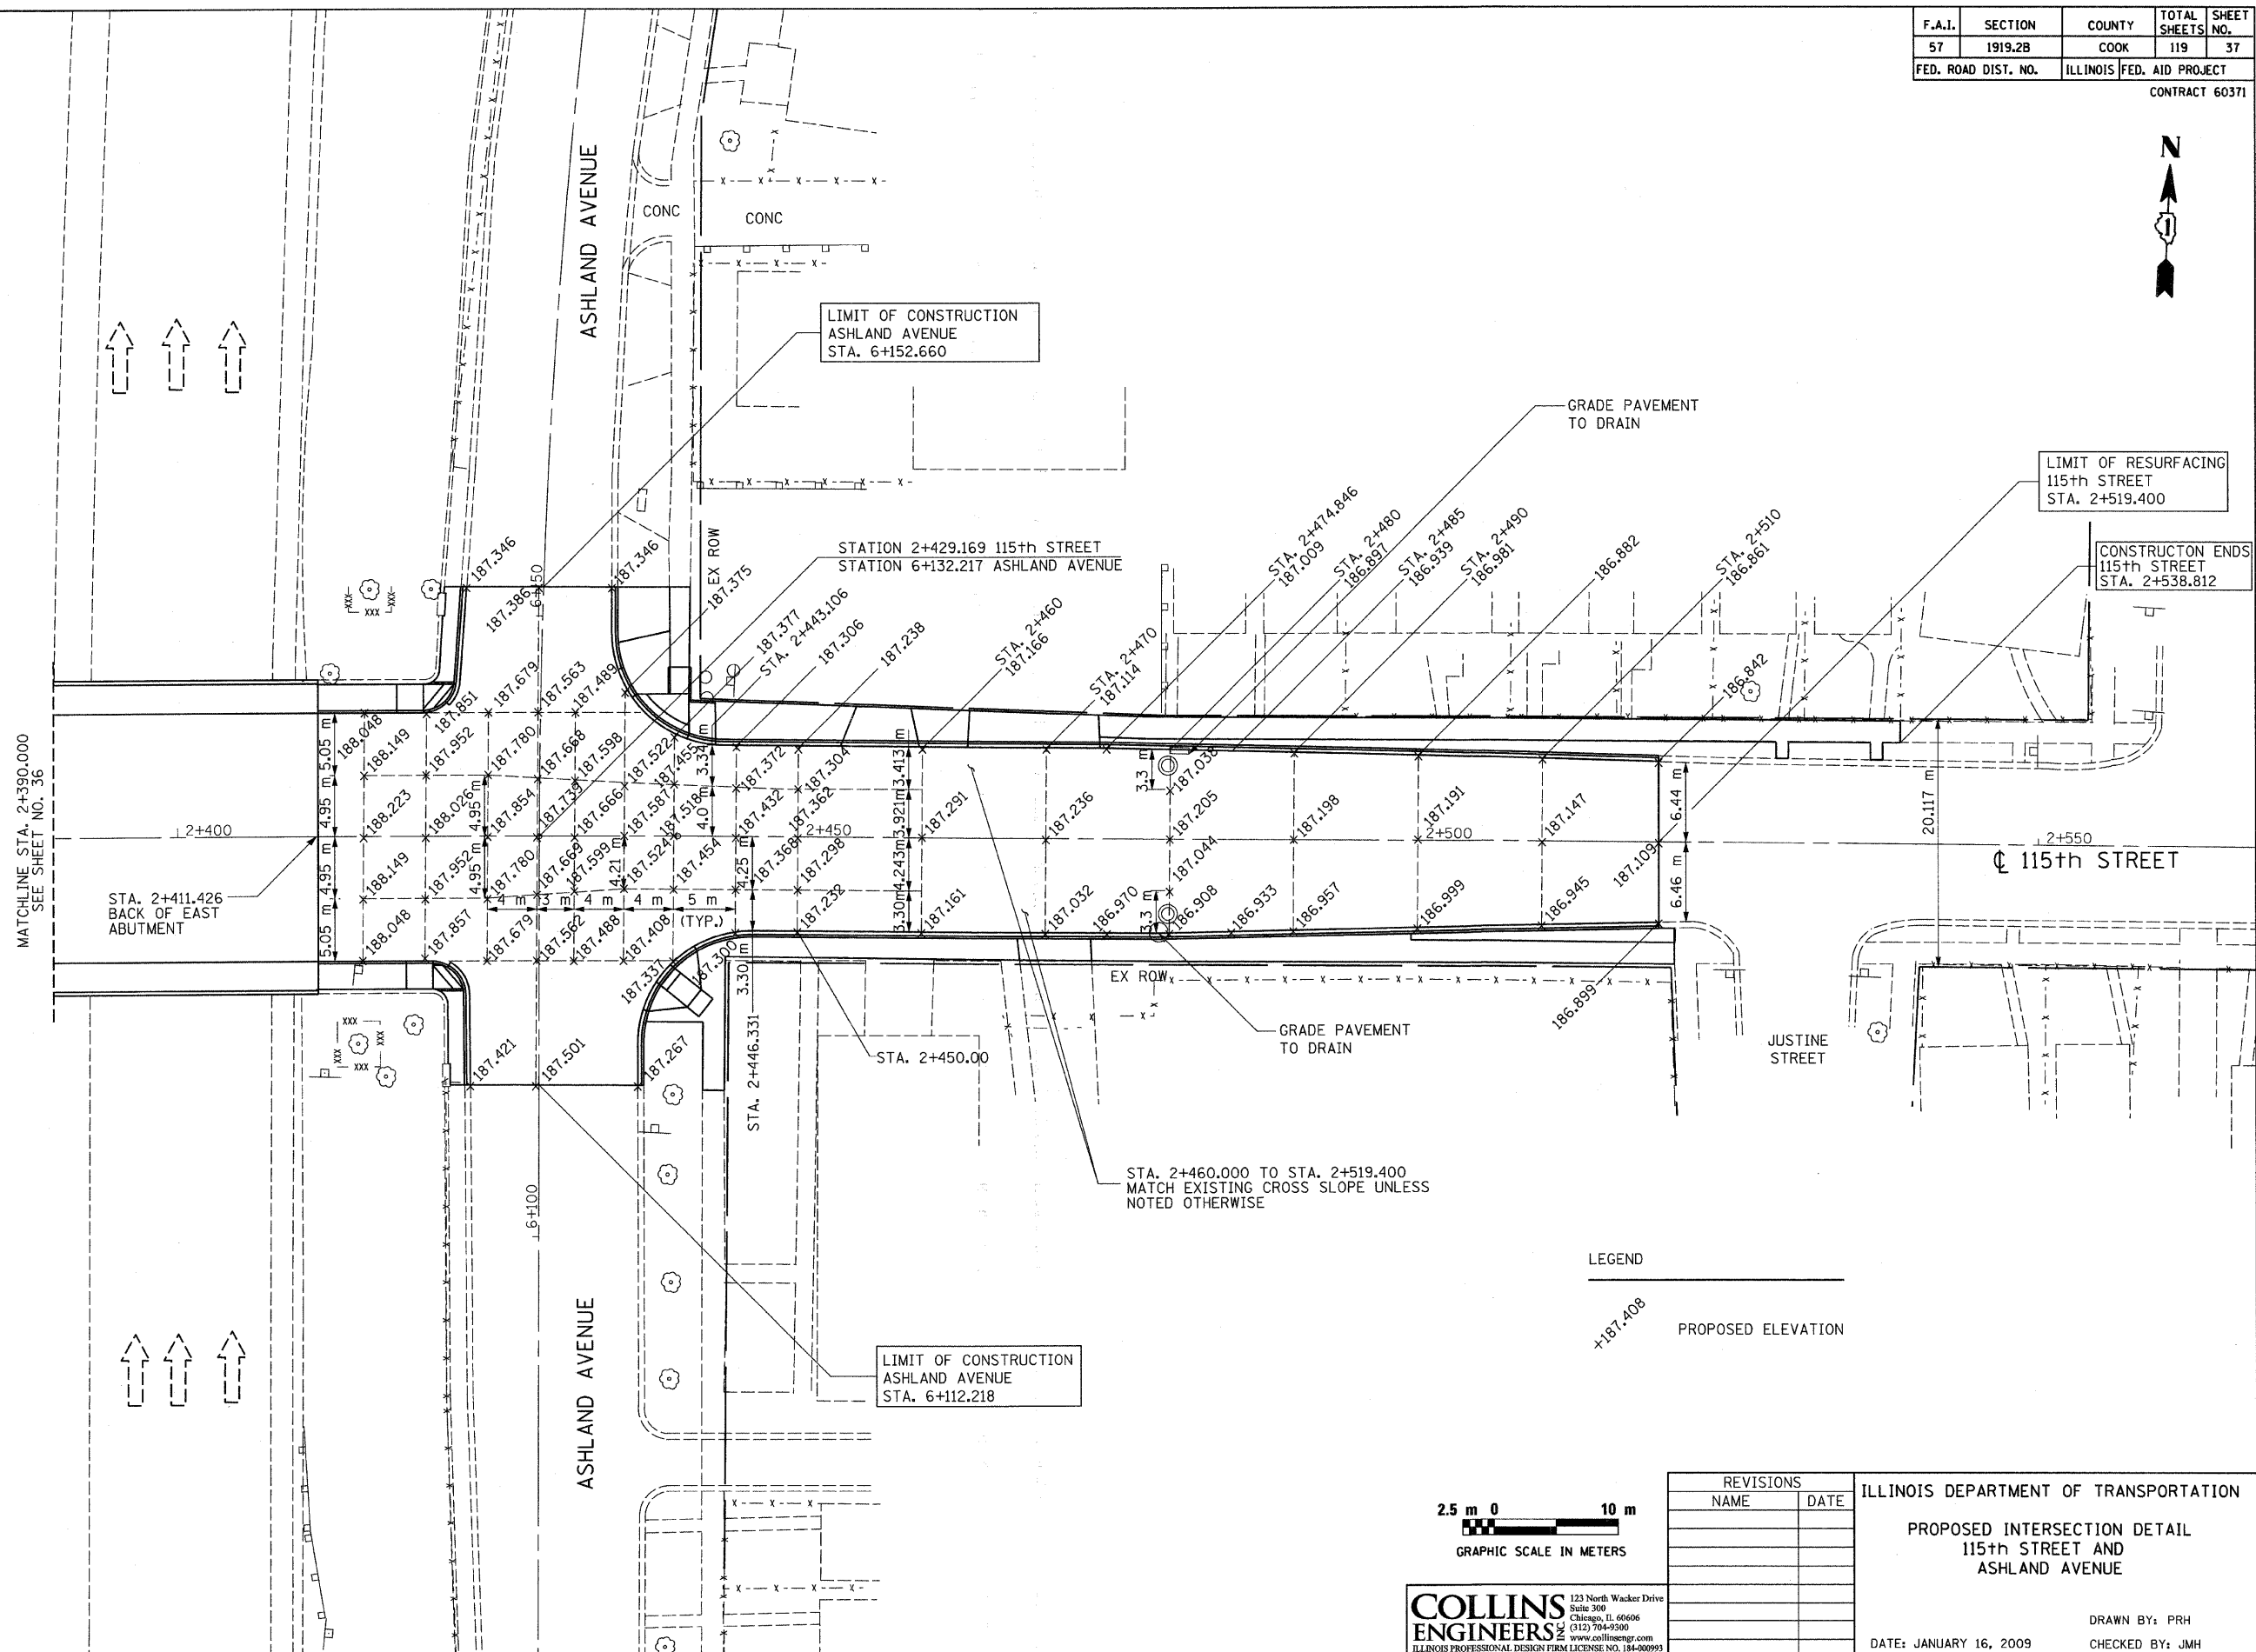 F.A.I. SECTION COUNTY TOTAL SHEETS SHEET NO.
57 1919.2B COOK 119 37
FED. ROAD DIST. NO. ILLINOIS FED. AID PROJECT
CONTRACT 60371
N
1
ASHLAND AVENUE
CONC
CONC
LIMIT OF CONSTRUCTION
ASHLAND AVENUE
STA. 6+152.660
GRADE PAVEMENT
TO DRAIN
LIMIT OF RESURFACING
115th STREET
STA. 2+519.400
CONSTRUCTON ENDS
115th STREET
STA. 2+538.812
STATION 2+429.169 115th STREET
STATION 6+132.217 ASHLAND AVENUE
EX ROW
187.346
187.386
6+150
187.346
187.375
187.377
STA. 2+443.106
187.306
187.238
STA. 2+460
187.166
STA. 2+470
187.114
STA. 2+474.846
187.009
STA. 2+480
186.897
STA. 2+485
186.939
STA. 2+490
186.981
186.882
STA. 2+510
186.861
186.842
MATCHLINE STA. 2+390.000
SEE SHEET NO. 36
188.048
187.851
187.679
187.563
187.489
188.149
187.952
187.780
187.668
187.598
187.522
187.455
187.372
187.304
188.223
188.026
187.854
187.739
187.666
187.587
187.518
187.432
187.362
187.291
187.236
187.038
187.205
187.198
187.191
187.147
187.109
188.149
187.952
187.780
187.669
187.599
187.524
187.454
187.368
187.298
187.044
188.048
187.857
187.679
187.562
187.488
187.408
187.337
187.300
187.232
187.161
187.032
186.970
186.908
186.933
186.957
186.999
186.945
186.899
5.05 m
4.95 m
4.95 m
5.05 m
4.95 m
4.95 m
4.21 m
3.34 m
4.0 m
4.25 m
3.30 m
3.413 m
3.921m
4.243m
3.30m
3.3 m
3.3 m
6.44 m
6.46 m
20.117 m
4 m 3 m 4 m 4 m 5 m
(TYP.)
2+400
2+450
2+500
2+550
℄ 115th STREET
STA. 2+411.426
BACK OF EAST
ABUTMENT
187.421
187.501
187.267
STA. 2+446.331
STA. 2+450.00
EX ROW
GRADE PAVEMENT
TO DRAIN
JUSTINE
STREET
6+100
STA. 2+460.000 TO STA. 2+519.400
MATCH EXISTING CROSS SLOPE UNLESS
NOTED OTHERWISE
LEGEND
+187.408
PROPOSED ELEVATION
ASHLAND AVENUE
LIMIT OF CONSTRUCTION
ASHLAND AVENUE
STA. 6+112.218
2.5 m 0 10 m
GRAPHIC SCALE IN METERS
COLLINS
ENGINEERS INC
123 North Wacker Drive
Suite 300
Chicago, IL 60606
(312) 704-9300
www.collinsengr.com
ILLINOIS PROFESSIONAL DESIGN FIRM LICENSE NO. 184-000993
REVISIONS
NAME DATE
ILLINOIS DEPARTMENT OF TRANSPORTATION
PROPOSED INTERSECTION DETAIL
115th STREET AND
ASHLAND AVENUE
DRAWN BY: PRH
DATE: JANUARY 16, 2009 CHECKED BY: JMH